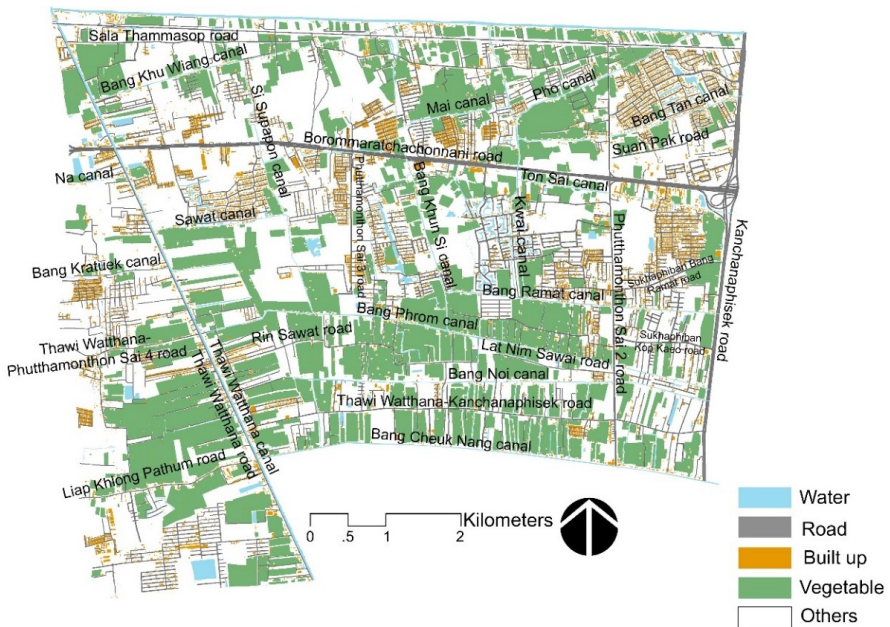 Sala Thammasop road
Bang Khu Wiang canal
Si Supapon canal
Mai canal
Pho canal
Bang Tan canal
Suan Pak road
Borommaratchachonnani road
Na canal
Ton Sai canal
Sawat canal
Phutthamonthon Sai 3 road
Bang Khun Si canal
Kwai canal
Phutthamonthon Sai 2 road
Kanchanaphisek road
Bang Kratuek canal
Sukhaphiban Bang
Ramat road
Bang Ramat canal
Bang Phrom canal
Rin Sawat road
Thawi Watthana-
Phutthamonthon Sai 4 road
Lat Nim Sawai road
Sukhaphiban
Kop Kaeo road
Bang Noi canal
Thawi Watthana canal
Thawi Watthana road
Thawi Watthana-Kanchanaphisek road
Bang Cheuk Nang canal
Liap Khlong Pathum road
0 .5 1 2
Kilometers
Water
Road
Built up
Vegetable
Others